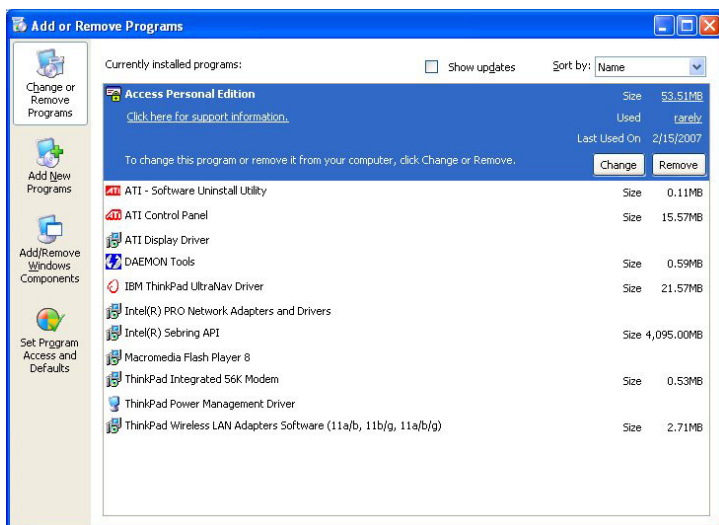 Add or Remove Programs
Change or
Remove
Programs
Add New
Programs
Add/Remove
Windows
Components
Set Program
Access and
Defaults
Currently installed programs:
Show updates
Sort by: Name
Access Personal Edition Size 53.51MB
Click here for support information. Used rarely
Last Used On 2/15/2007
To change this program or remove it from your computer, click Change or Remove. Change Remove
ATI - Software Uninstall Utility Size 0.11MB
ATI Control Panel Size 15.57MB
ATI Display Driver
DAEMON Tools Size 0.59MB
IBM ThinkPad UltraNav Driver Size 21.57MB
Intel(R) PRO Network Adapters and Drivers
Intel(R) Sebring API Size 4,095.00MB
Macromedia Flash Player 8
ThinkPad Integrated 56K Modem Size 0.53MB
ThinkPad Power Management Driver
ThinkPad Wireless LAN Adapters Software (11a/b, 11b/g, 11a/b/g) Size 2.71MB